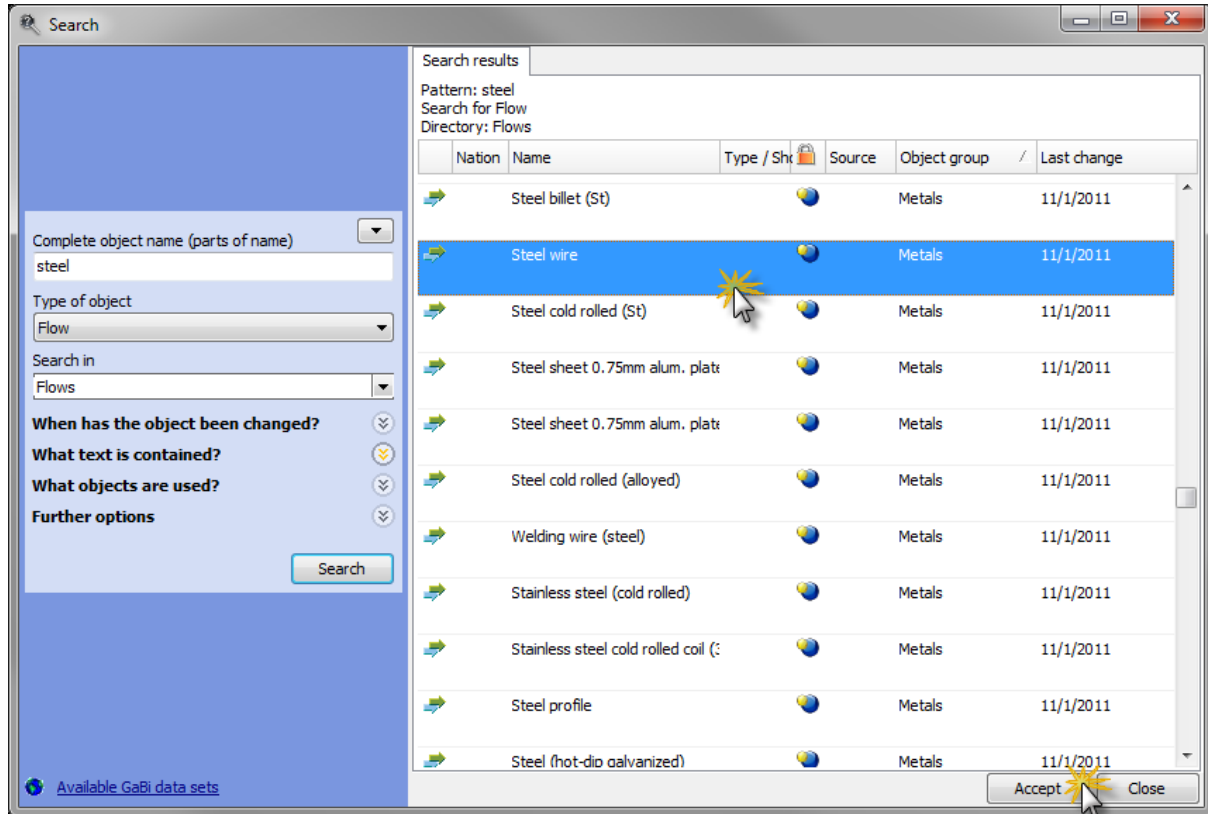 Search
Complete object name (parts of name)
steel
Type of object
Flow
Search in
Flows
When has the object been changed?
What text is contained?
What objects are used?
Further options
Search
Available GaBi data sets
Search results
Pattern: steel
Search for Flow
Directory: Flows
Nation Name Type / Sho Source Object group / Last change
Steel billet (St) Metals 11/1/2011
Steel wire Metals 11/1/2011
Steel cold rolled (St) Metals 11/1/2011
Steel sheet 0.75mm alum. plate Metals 11/1/2011
Steel sheet 0.75mm alum. plate Metals 11/1/2011
Steel cold rolled (alloyed) Metals 11/1/2011
Welding wire (steel) Metals 11/1/2011
Stainless steel (cold rolled) Metals 11/1/2011
Stainless steel cold rolled coil (3 Metals 11/1/2011
Steel profile Metals 11/1/2011
Steel (hot-dip galvanized) Metals 11/1/2011
Accept Close